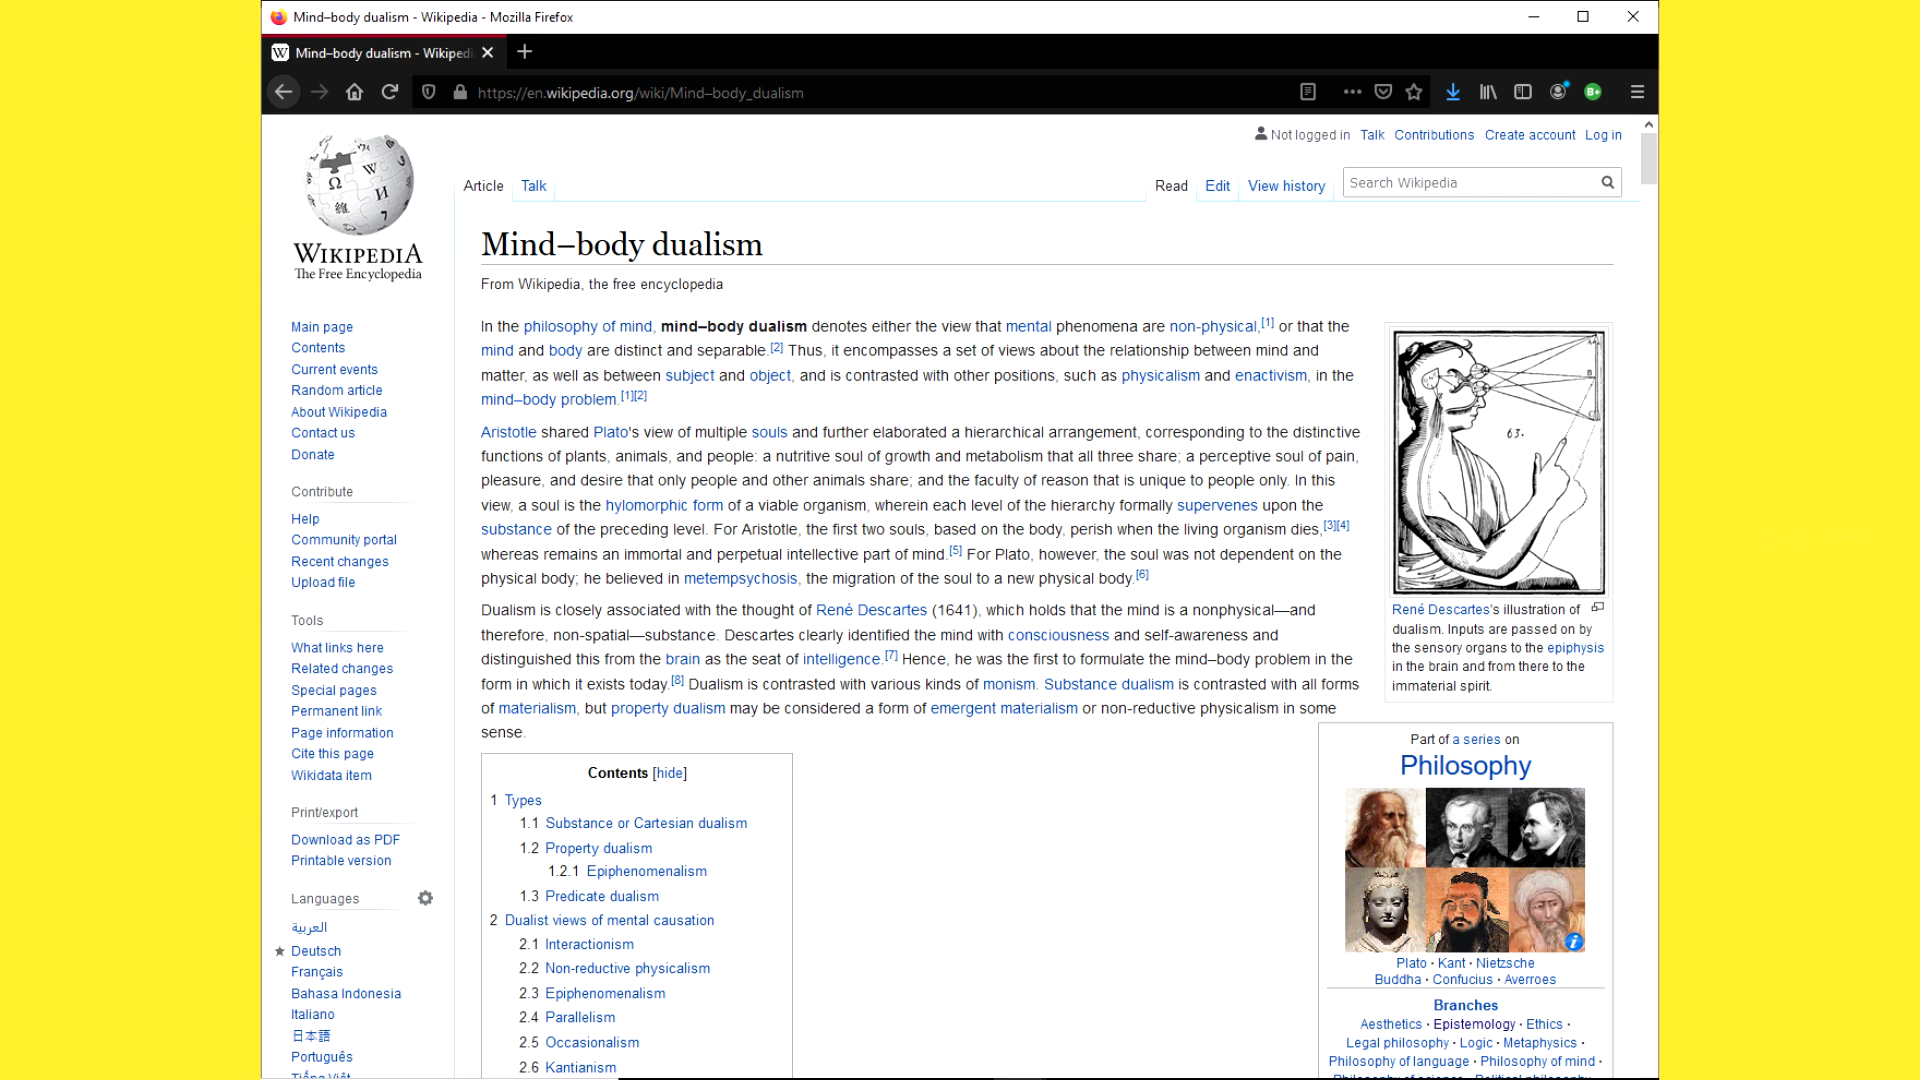 Mind–body dualism - Wikipedia - Mozilla Firefox
Mind–body dualism - Wikipedi
https://en.wikipedia.org/wiki/Mind–body_dualism
Not logged in Talk Contributions Create account Log in
Article Talk
Read Edit View history
Search Wikipedia
WIKIPEDIA
The Free Encyclopedia
Main page
Contents
Current events
Random article
About Wikipedia
Contact us
Donate
Contribute
Help
Community portal
Recent changes
Upload file
Tools
What links here
Related changes
Special pages
Permanent link
Page information
Cite this page
Wikidata item
Print/export
Download as PDF
Printable version
Languages
العربية
Deutsch
Français
Bahasa Indonesia
Italiano
日本語
Português
Tiếng Việt
Mind–body dualism
From Wikipedia, the free encyclopedia
In the philosophy of mind, mind–body dualism denotes either the view that mental phenomena are non-physical,[1] or that the
mind and body are distinct and separable.[2] Thus, it encompasses a set of views about the relationship between mind and
matter, as well as between subject and object, and is contrasted with other positions, such as physicalism and enactivism, in the
mind–body problem.[1][2]
Aristotle shared Plato's view of multiple souls and further elaborated a hierarchical arrangement, corresponding to the distinctive
functions of plants, animals, and people: a nutritive soul of growth and metabolism that all three share; a perceptive soul of pain,
pleasure, and desire that only people and other animals share; and the faculty of reason that is unique to people only. In this
view, a soul is the hylomorphic form of a viable organism, wherein each level of the hierarchy formally supervenes upon the
substance of the preceding level. For Aristotle, the first two souls, based on the body, perish when the living organism dies,[3][4]
whereas remains an immortal and perpetual intellective part of mind.[5] For Plato, however, the soul was not dependent on the
physical body; he believed in metempsychosis, the migration of the soul to a new physical body.[6]
Dualism is closely associated with the thought of René Descartes (1641), which holds that the mind is a nonphysical—and
therefore, non-spatial—substance. Descartes clearly identified the mind with consciousness and self-awareness and
distinguished this from the brain as the seat of intelligence.[7] Hence, he was the first to formulate the mind–body problem in the
form in which it exists today.[8] Dualism is contrasted with various kinds of monism. Substance dualism is contrasted with all forms
of materialism, but property dualism may be considered a form of emergent materialism or non-reductive physicalism in some
sense.
Contents [hide]
1 Types
1.1 Substance or Cartesian dualism
1.2 Property dualism
1.2.1 Epiphenomenalism
1.3 Predicate dualism
2 Dualist views of mental causation
2.1 Interactionism
2.2 Non-reductive physicalism
2.3 Epiphenomenalism
2.4 Parallelism
2.5 Occasionalism
2.6 Kantianism
63.
B
René Descartes's illustration of
dualism. Inputs are passed on by
the sensory organs to the epiphysis
in the brain and from there to the
immaterial spirit.
Part of a series on
Philosophy
Plato · Kant · Nietzsche
Buddha · Confucius · Averroes
Branches
Aesthetics · Epistemology · Ethics ·
Legal philosophy · Logic · Metaphysics ·
Philosophy of language · Philosophy of mind ·
Philosophy of science · Political philosophy